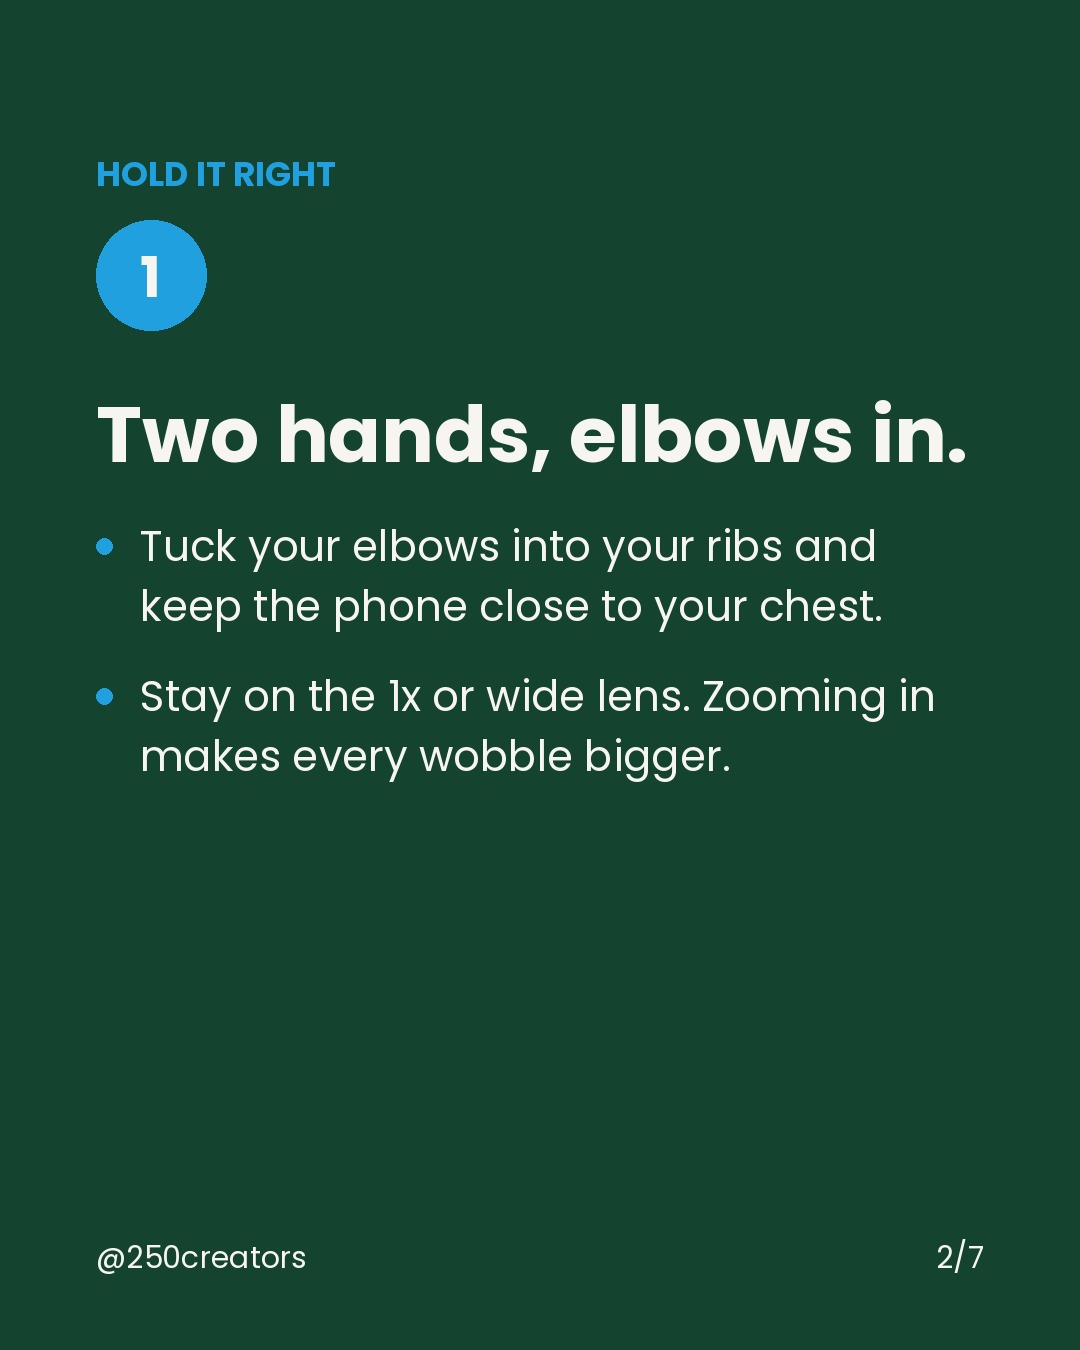 HOLD IT RIGHT
1
Two hands, elbows in.
Tuck your elbows into your ribs and
keep the phone close to your chest.
Stay on the 1x or wide lens. Zooming in
makes every wobble bigger.
@250creators
2/7